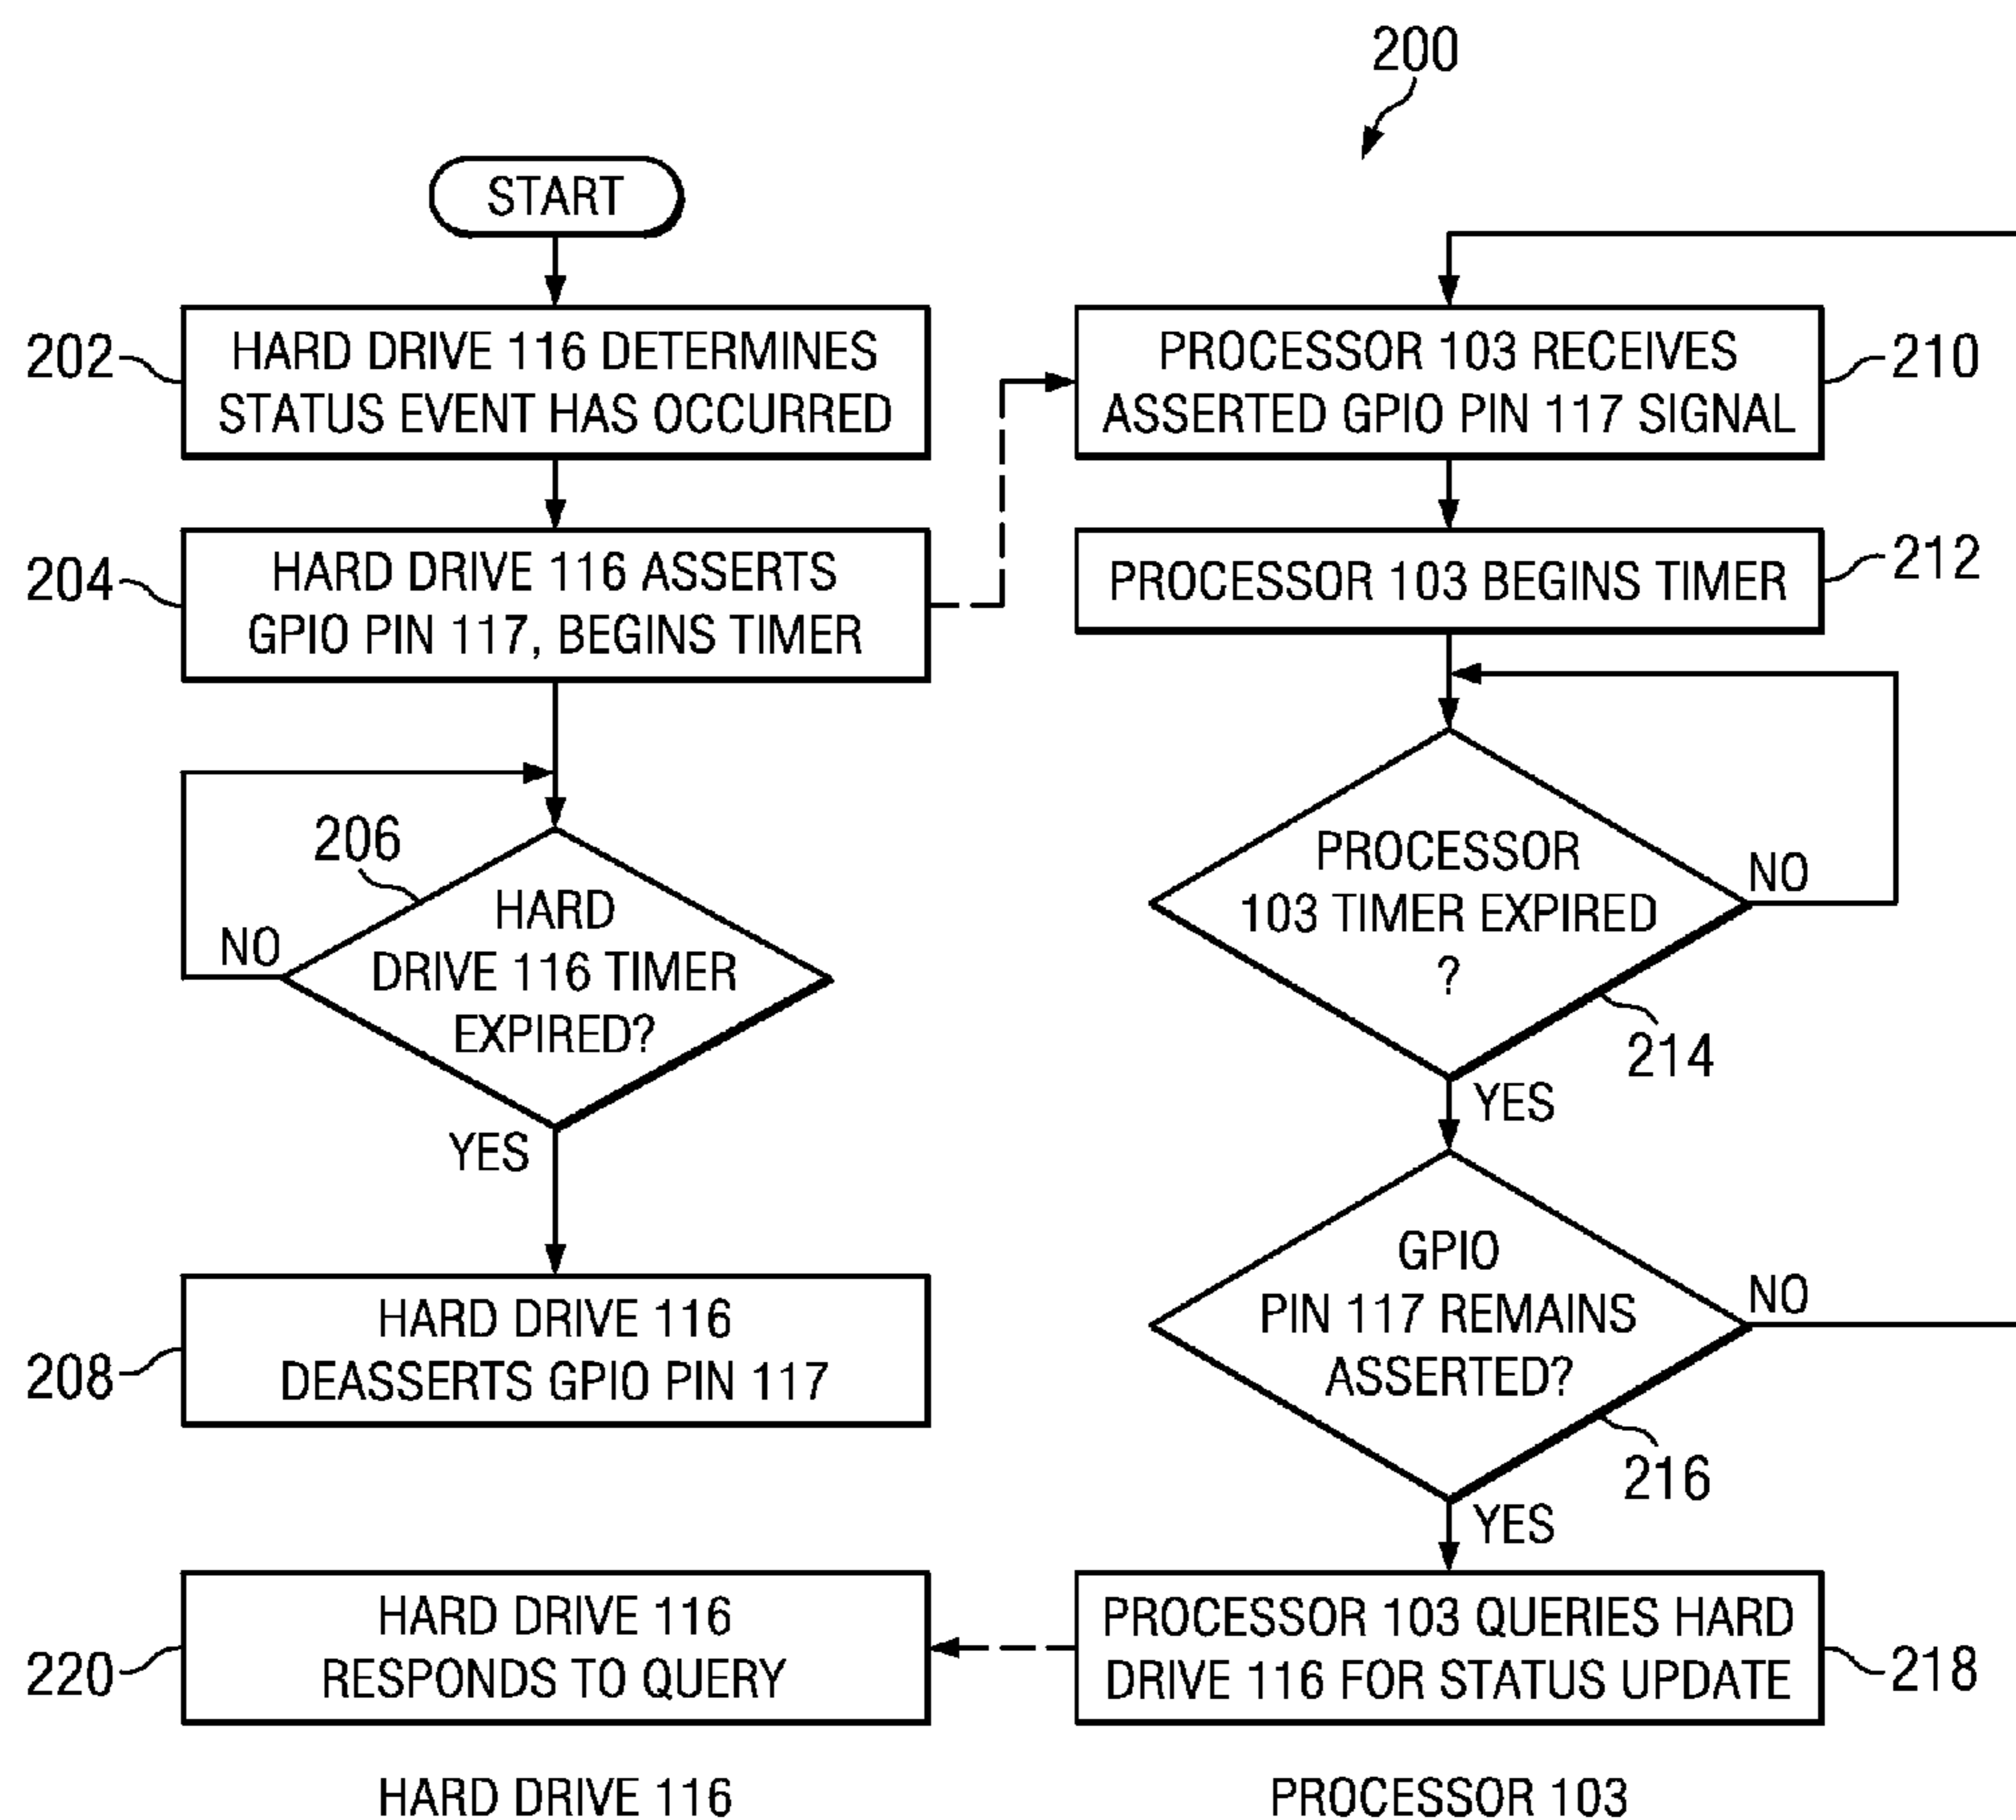 200
START
202
HARD DRIVE 116 DETERMINES
STATUS EVENT HAS OCCURRED
204
HARD DRIVE 116 ASSERTS
GPIO PIN 117, BEGINS TIMER
206
HARD
DRIVE 116 TIMER
EXPIRED?
NO
YES
208
HARD DRIVE 116
DEASSERTS GPIO PIN 117
220
HARD DRIVE 116
RESPONDS TO QUERY
HARD DRIVE 116
PROCESSOR 103 RECEIVES
ASSERTED GPIO PIN 117 SIGNAL
210
PROCESSOR 103 BEGINS TIMER
212
PROCESSOR
103 TIMER EXPIRED
?
NO
214
YES
GPIO
PIN 117 REMAINS
ASSERTED?
NO
216
YES
PROCESSOR 103 QUERIES HARD
DRIVE 116 FOR STATUS UPDATE
218
PROCESSOR 103